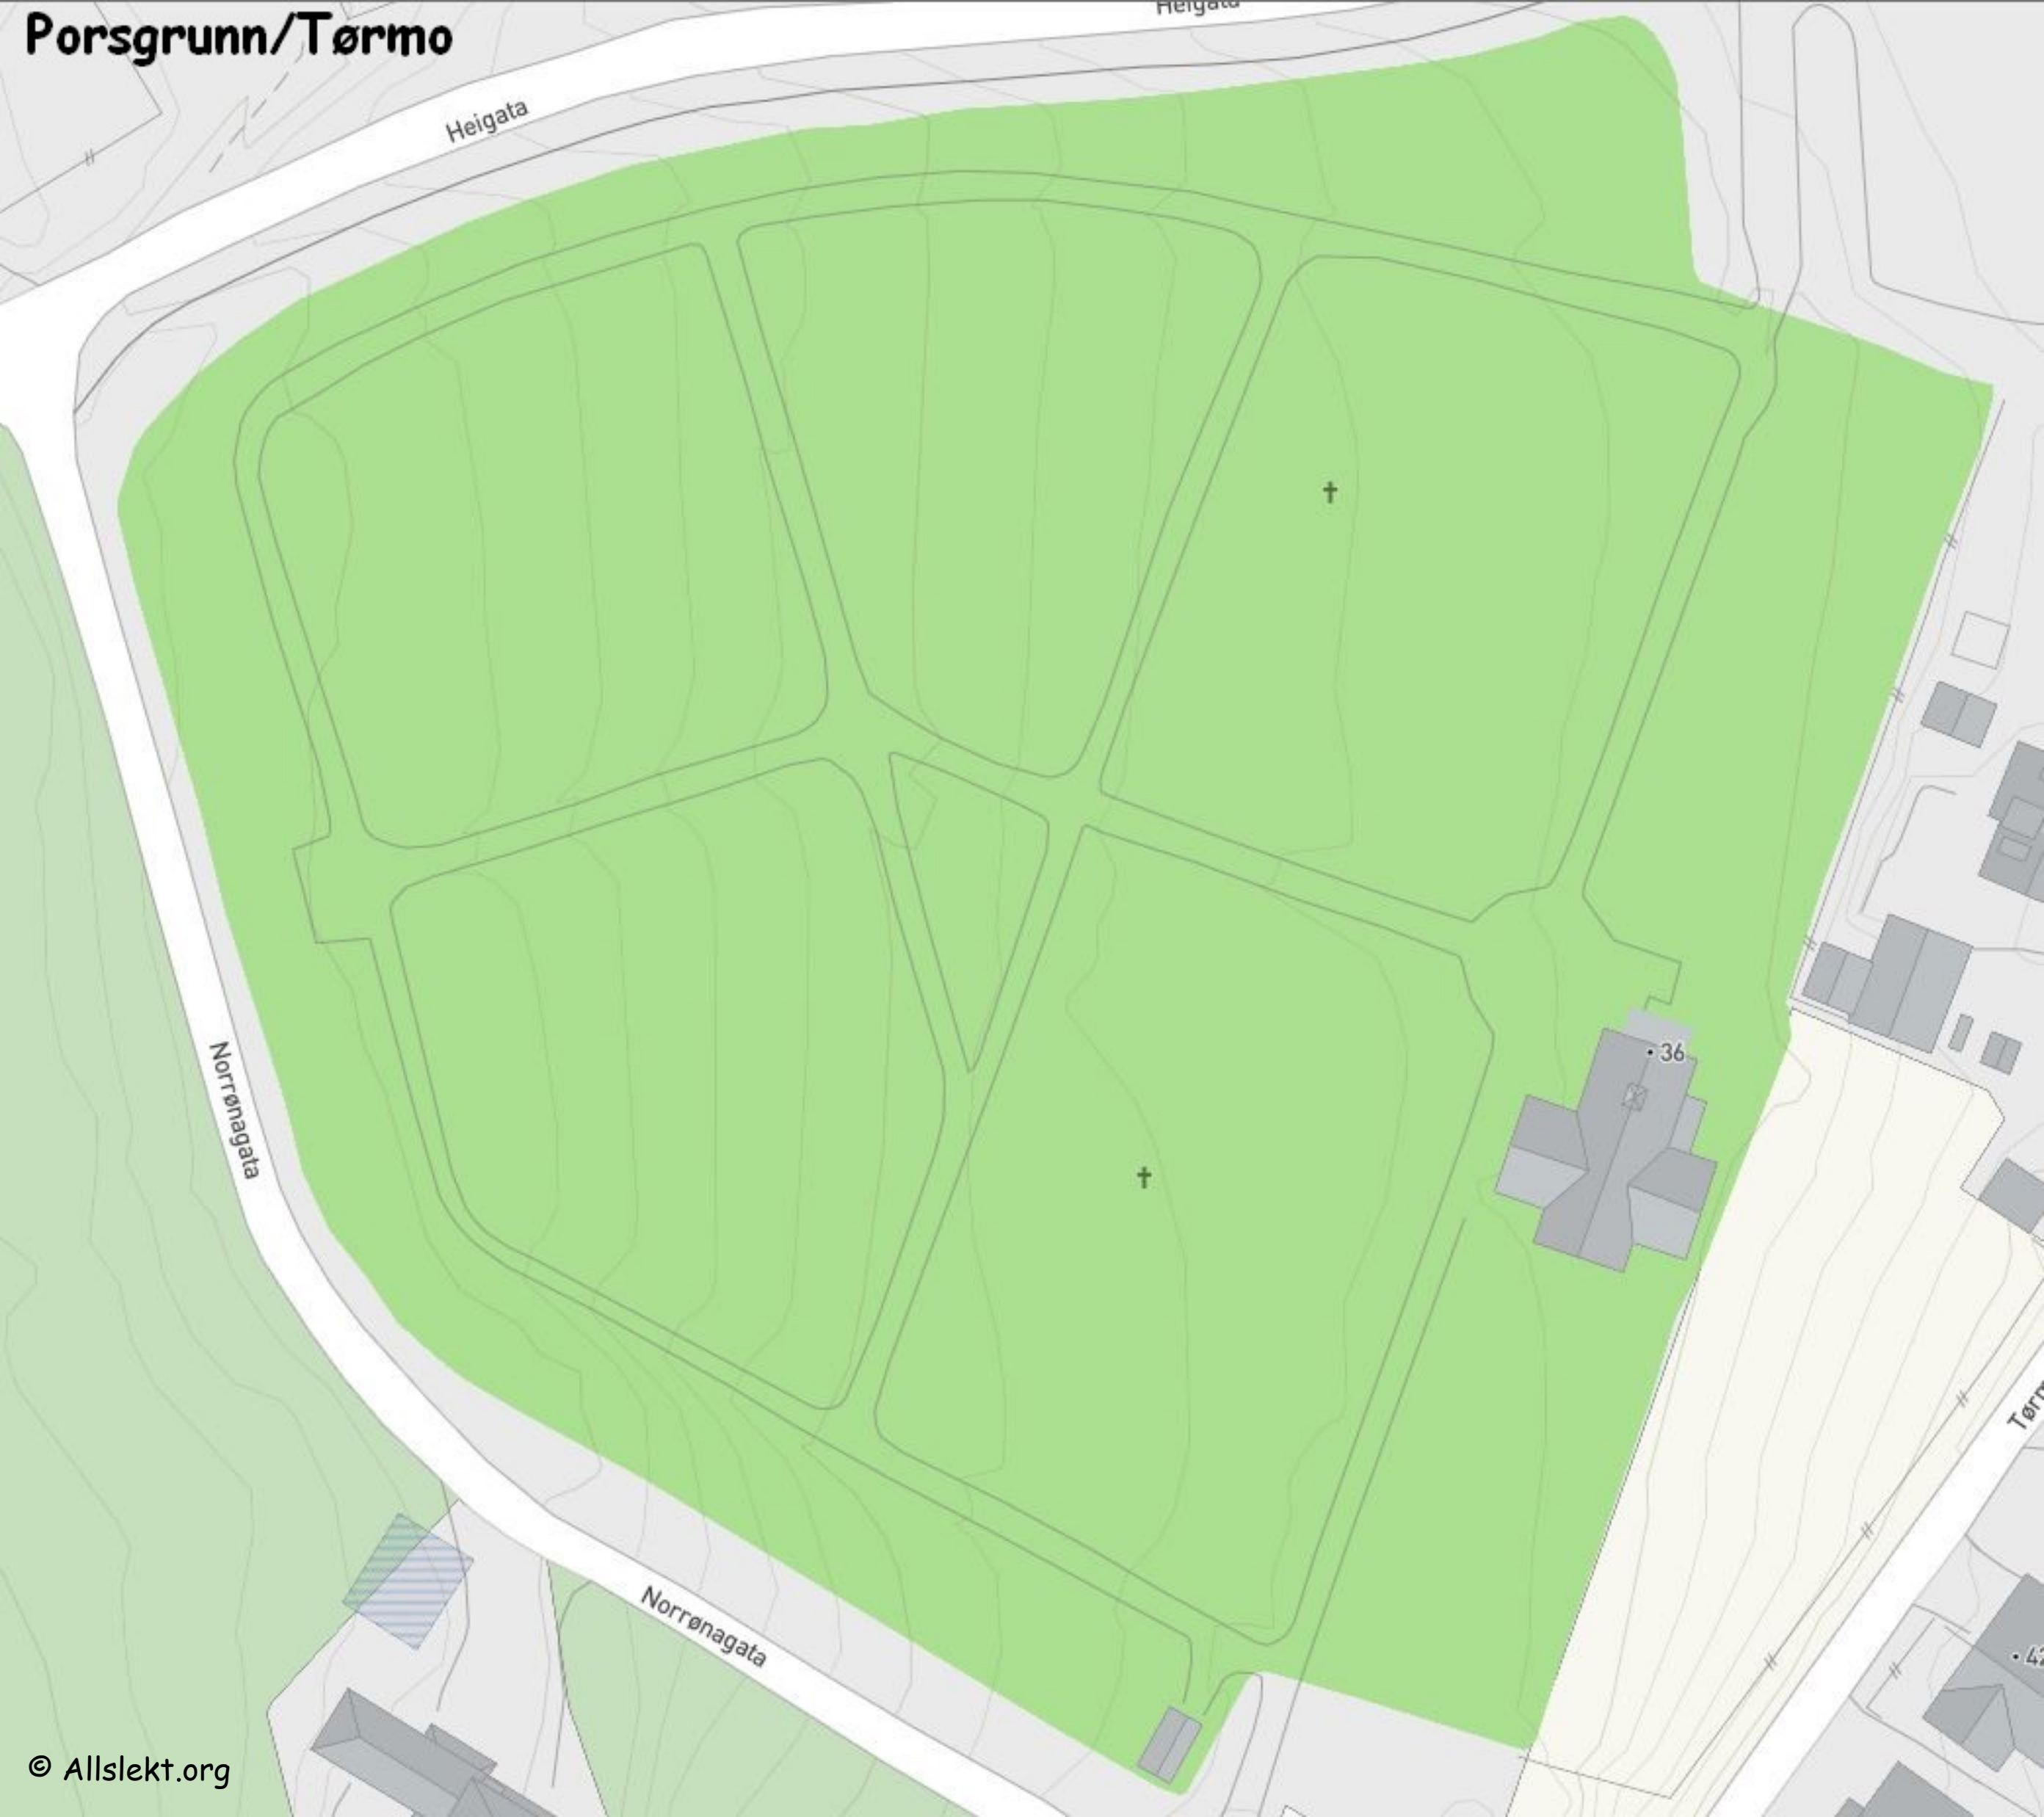 Porsgrunn/Tørmo
Heigata
Heigata
† 
† 
• 36
Norrønagata
Norrønagata
© Allslekt.org